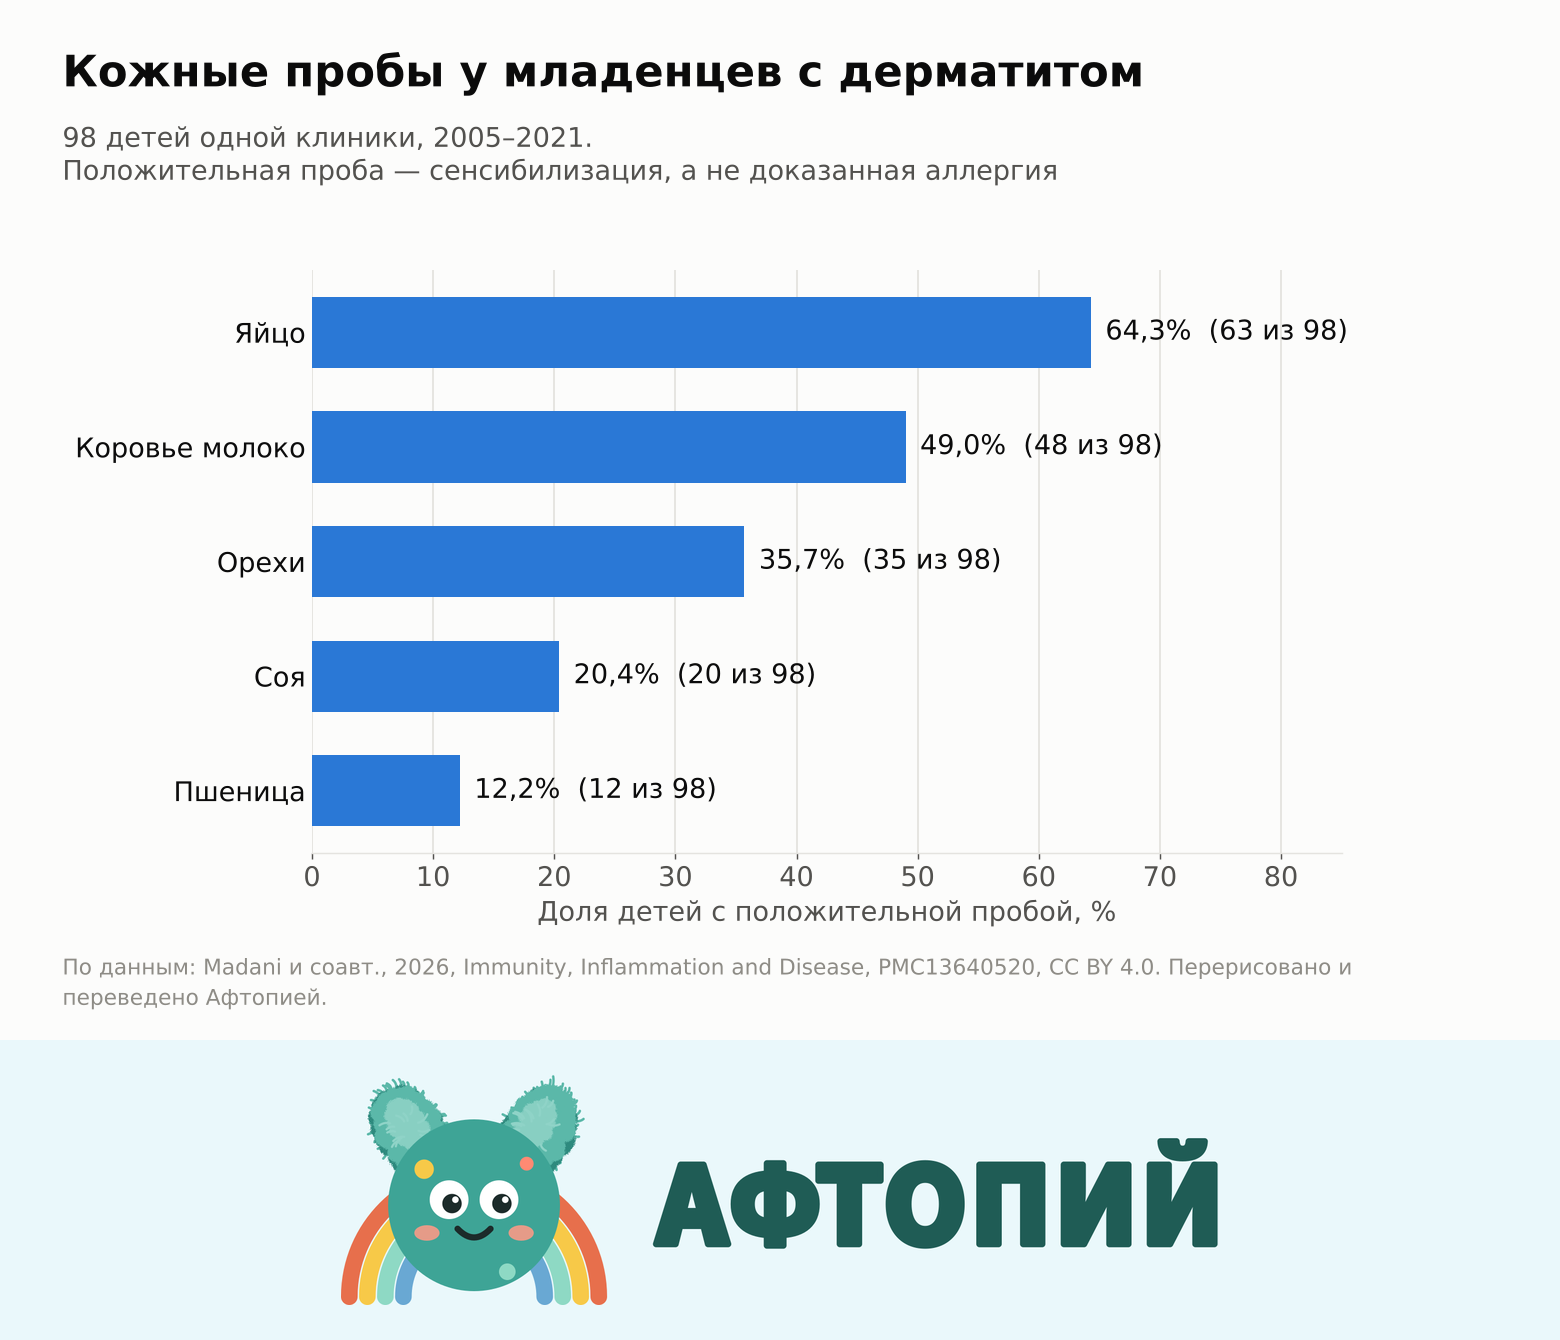 Кожные пробы у младенцев с дерматитом
98 детей одной клиники, 2005–2021.
Положительная проба — сенсибилизация, а не доказанная аллергия
Яйцо 64,3% (63 из 98)
Коровье молоко 49,0% (48 из 98)
Орехи 35,7% (35 из 98)
Соя 20,4% (20 из 98)
Пшеница 12,2% (12 из 98)
0 10 20 30 40 50 60 70 80
Доля детей с положительной пробой, %
По данным: Madani и соавт., 2026, Immunity, Inflammation and Disease, PMC13640520, CC BY 4.0. Перерисовано и
переведено Афтопией.
АФТОПИЙ